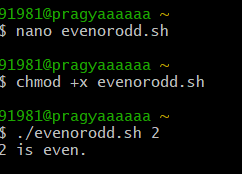 91981@pragyaaaaaa ~
$ nano evenorodd.sh
91981@pragyaaaaaa ~
$ chmod +x evenorodd.sh
91981@pragyaaaaaa ~
$ ./evenorodd.sh 2
2 is even.